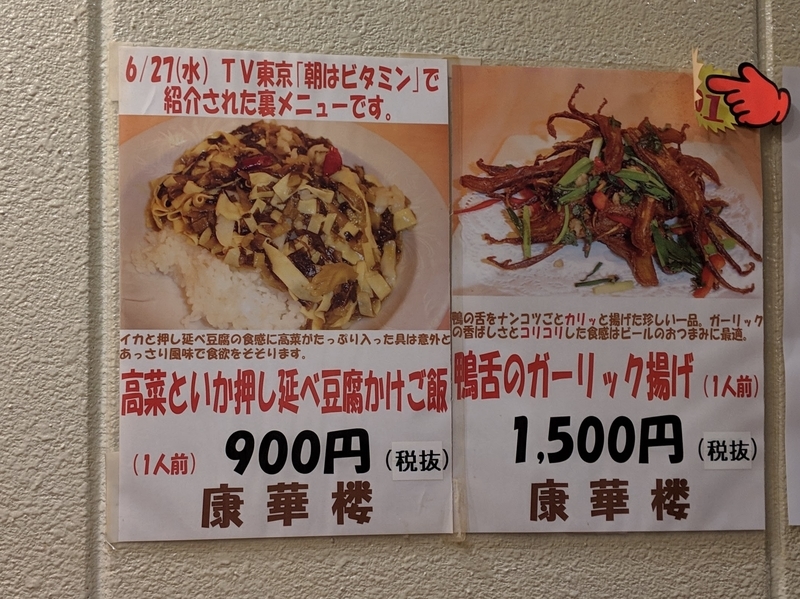 6/27(水) TV東京「朝はビタミン」で
紹介された裏メニューです。
イカと押し延べ豆腐の食感に高菜がたっぷり入った具は意外と
あっさり風味で食欲をそそります。
高菜といか押し延べ豆腐かけご飯
(1人前) 900円 (税抜)
康華楼
鴨の舌をナンコツごとカリッと揚げた珍しい一品。ガーリック
の香ばしさとコリコリした食感はビールのおつまみに最適。
鴨舌のガーリック揚げ (1人前)
1,500円 (税抜)
康華楼